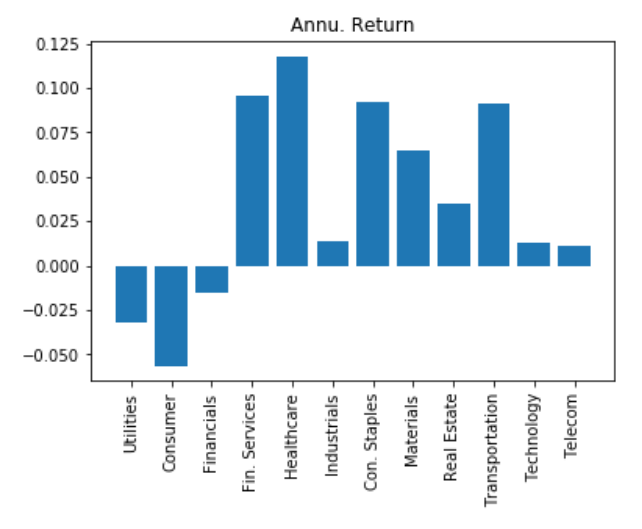 Annu. Return
0.125
0.100
0.075
0.050
0.025
0.000
−0.025
−0.050
Utilities
Consumer
Financials
Fin. Services
Healthcare
Industrials
Con. Staples
Materials
Real Estate
Transportation
Technology
Telecom